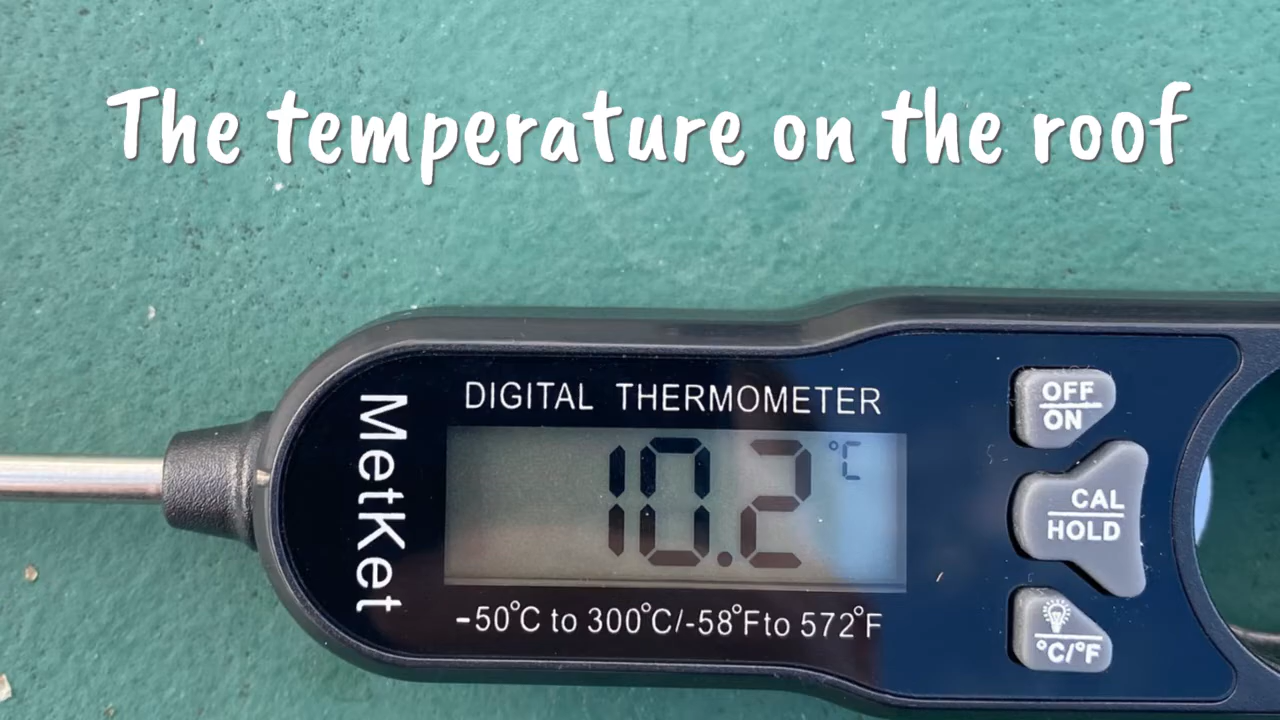 The temperature on the roof
DIGITAL THERMOMETER
MetKet
10.2 °C
-50°C to 300°C/-58°Fto 572°F
OFF
ON
CAL
HOLD
°C/°F